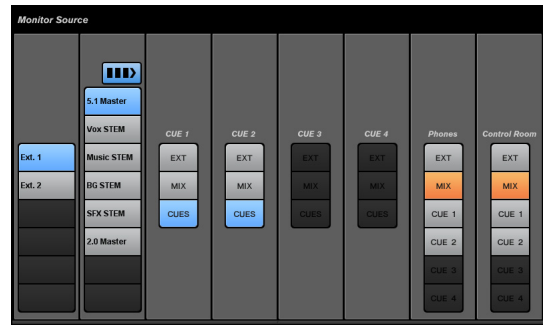 Monitor Source
Ext. 1
Ext. 2
5.1 Master
Vox STEM
Music STEM
BG STEM
SFX STEM
2.0 Master
CUE 1
EXT
MIX
CUES
CUE 2
EXT
MIX
CUES
CUE 3
EXT
MIX
CUES
CUE 4
EXT
MIX
CUES
Phones
EXT
MIX
CUE 1
CUE 2
CUE 3
CUE 4
Control Room
EXT
MIX
CUE 1
CUE 2
CUE 3
CUE 4